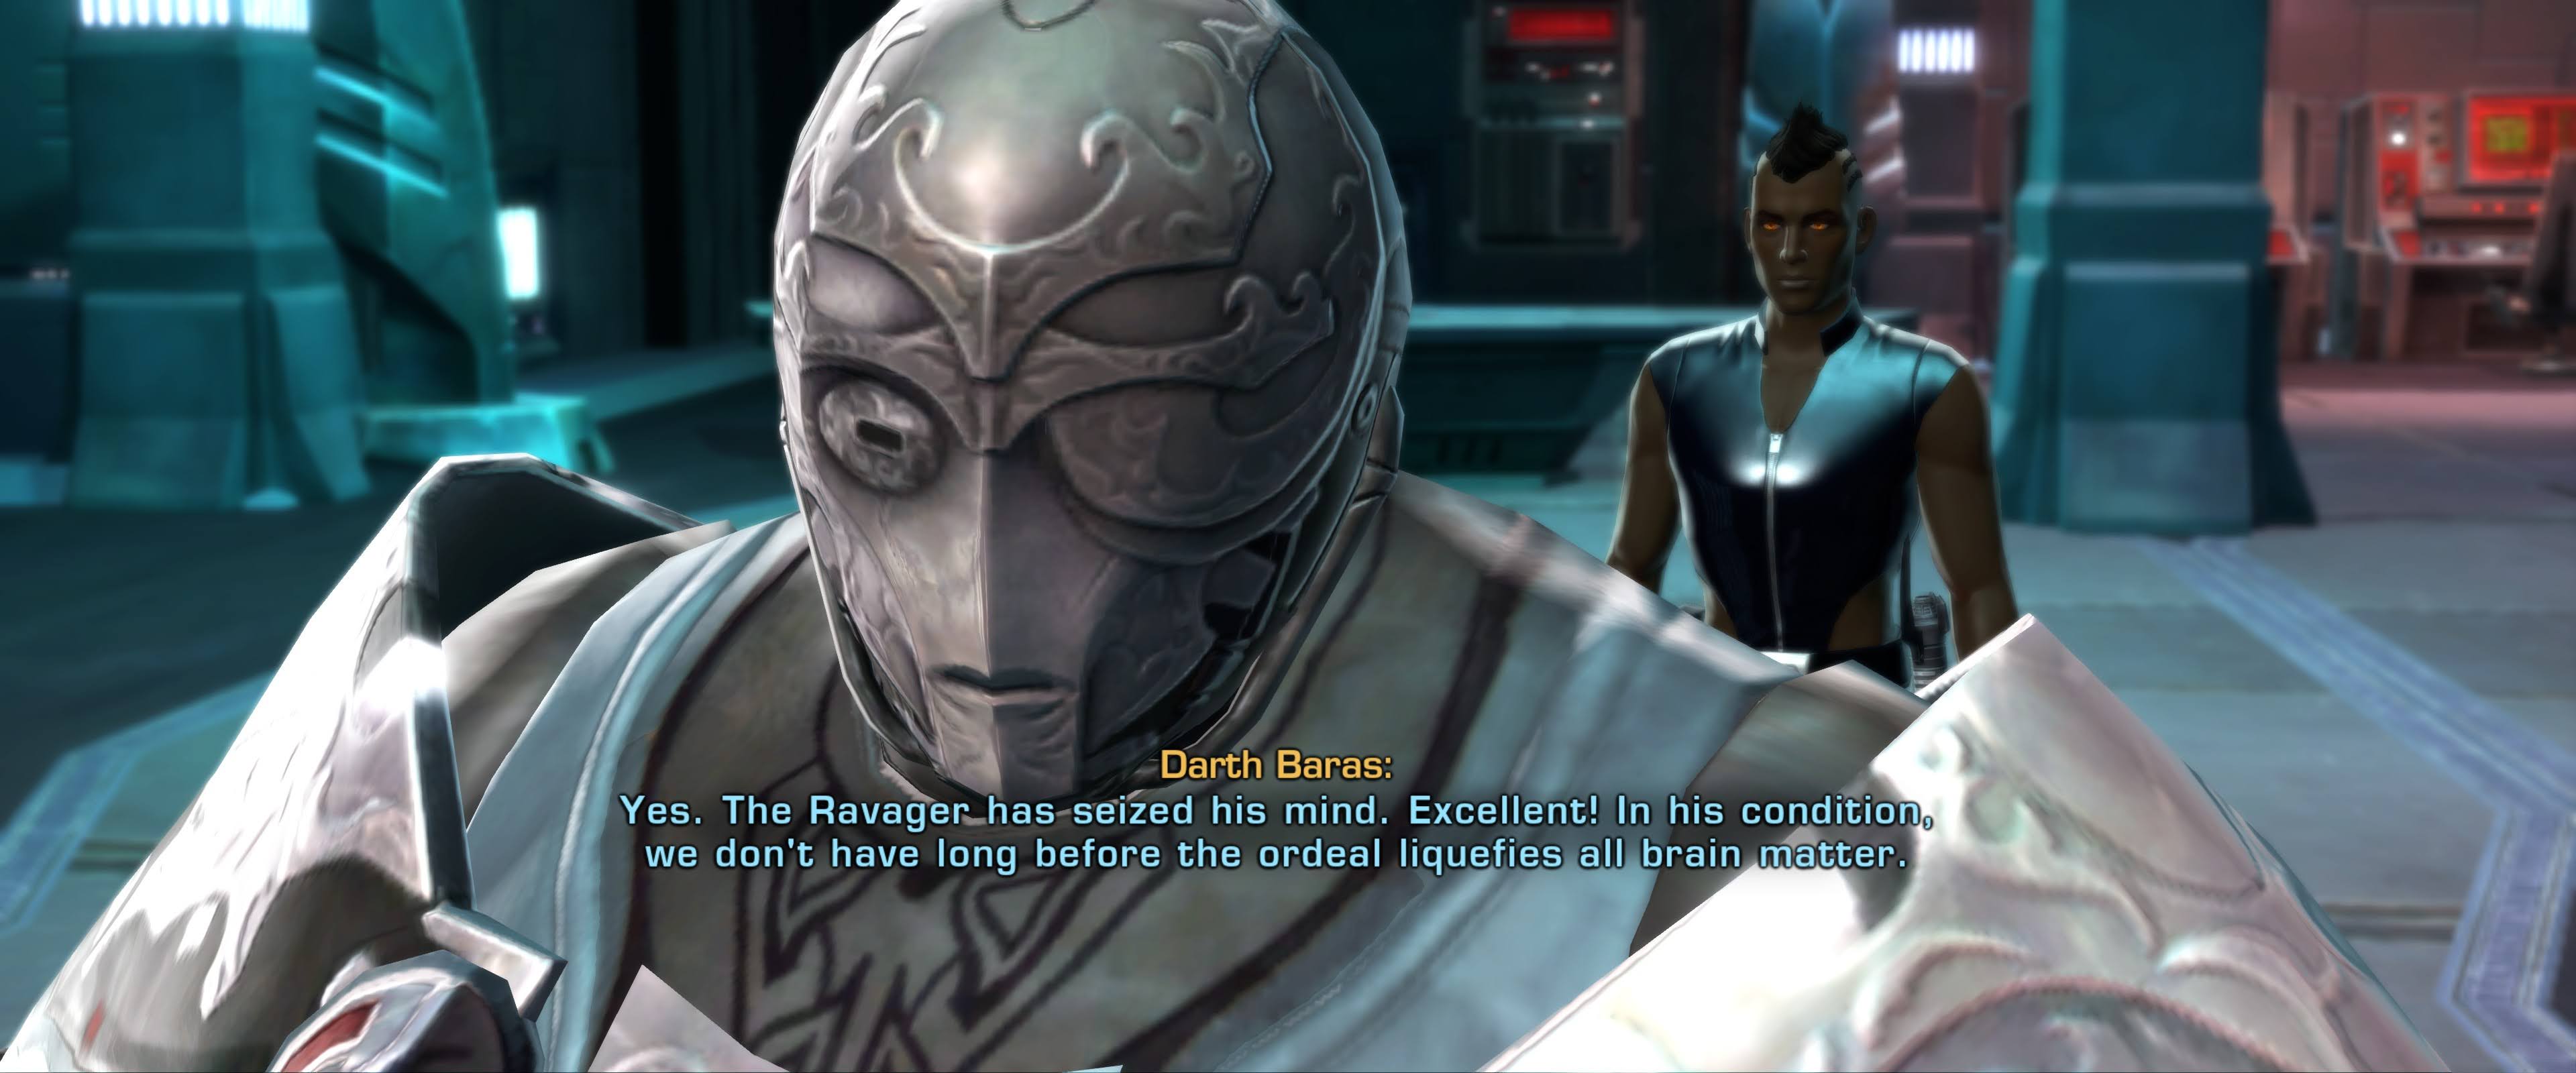 Darth Baras:
Yes. The Ravager has seized his mind. Excellent! In his condition,
we don't have long before the ordeal liquefies all brain matter.